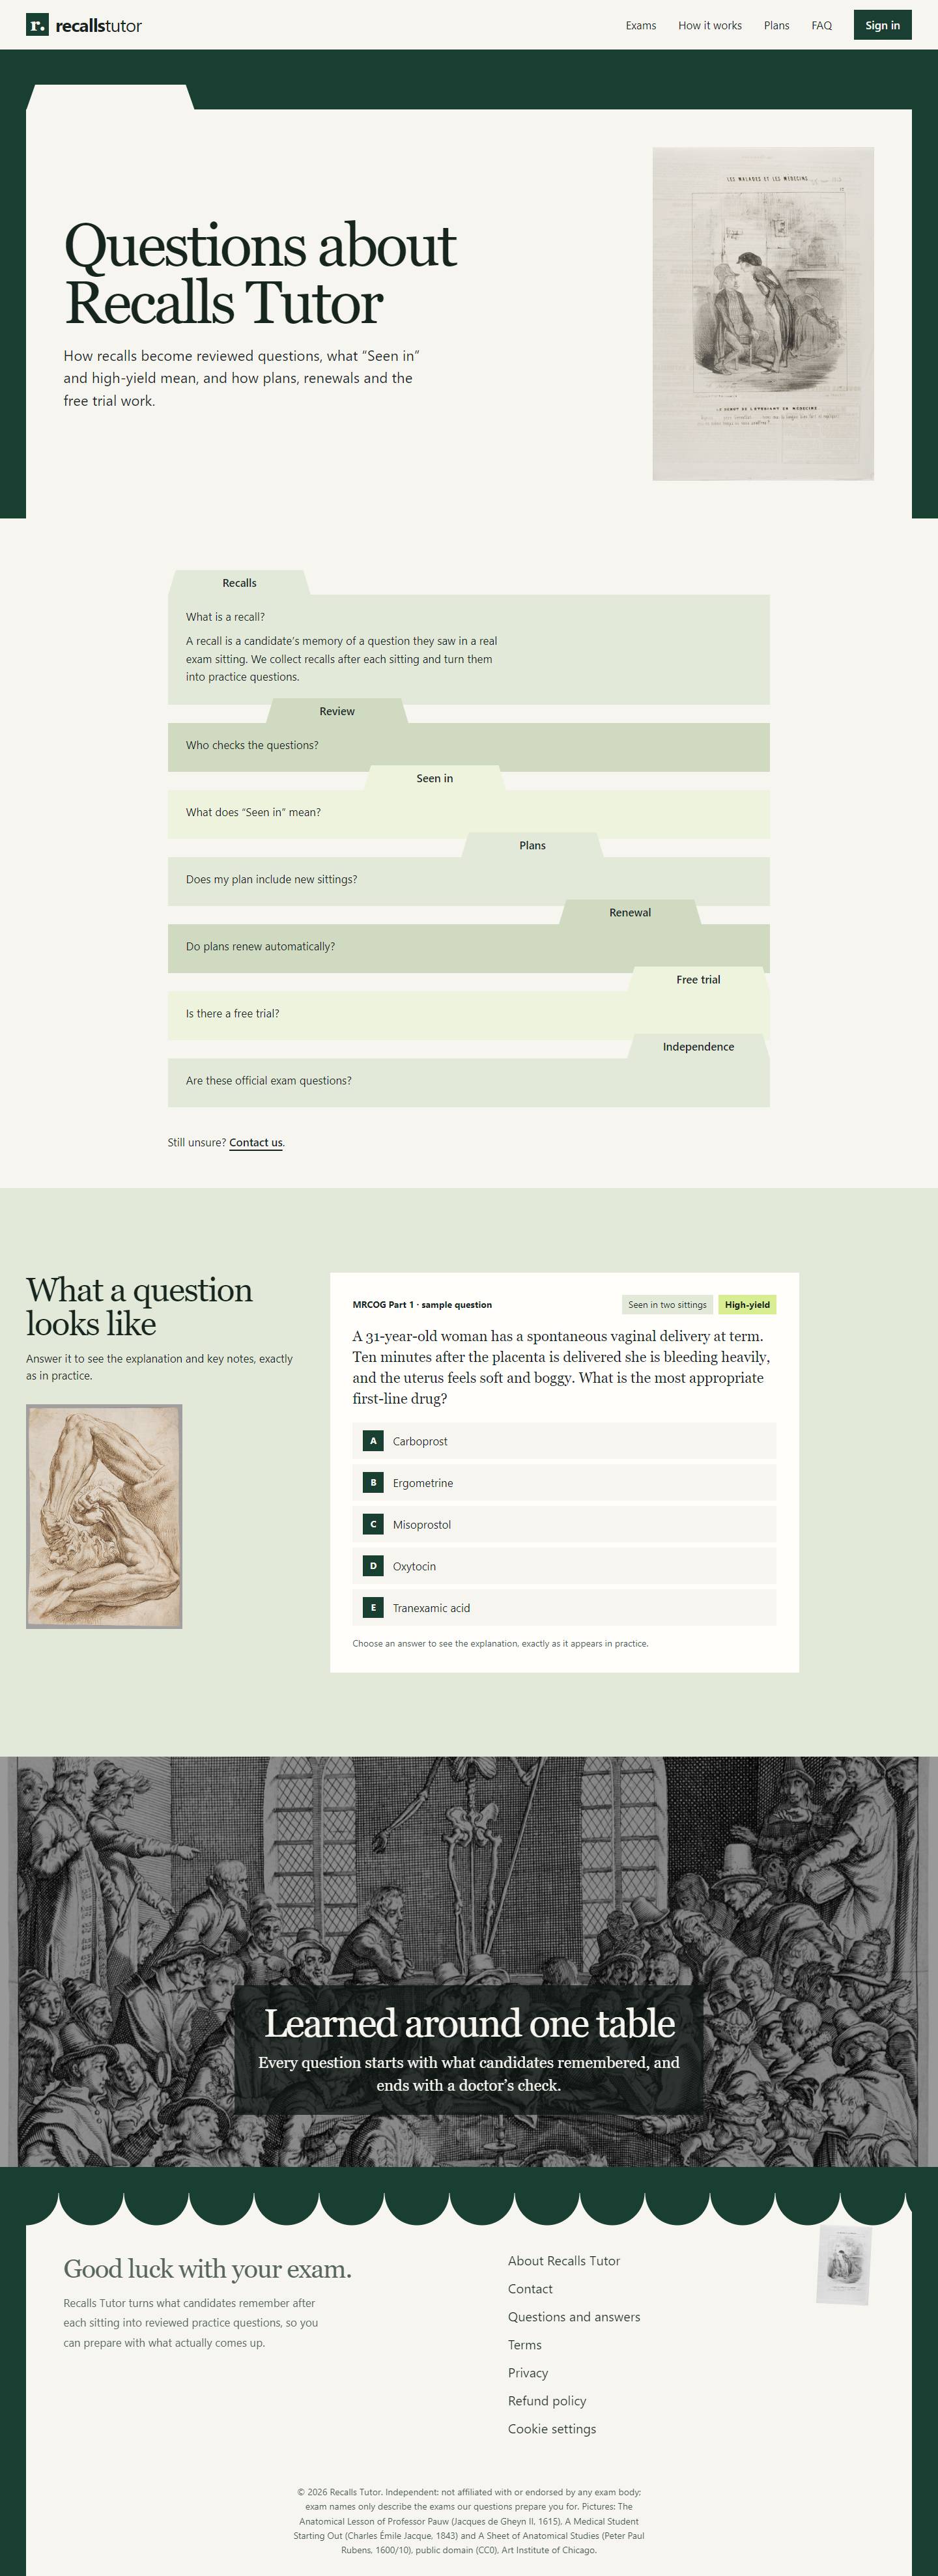 r. recallstutor
Exams How it works Plans FAQ Sign in
LES MALADES ET LES MÉDECINS
Questions about
Recalls Tutor
How recalls become reviewed questions, what “Seen in”
and high-yield mean, and how plans, renewals and the
free trial work.
Recalls
What is a recall?
A recall is a candidate’s memory of a question they saw in a real
exam sitting. We collect recalls after each sitting and turn them
into practice questions.
Review
Who checks the questions?
Seen in
What does “Seen in” mean?
Plans
Does my plan include new sittings?
Renewal
Do plans renew automatically?
Free trial
Is there a free trial?
Independence
Are these official exam questions?
Still unsure? Contact us.
What a question
looks like
Answer it to see the explanation and key notes, exactly
as in practice.
MRCOG Part 1 · sample question
Seen in two sittings High-yield
A 31-year-old woman has a spontaneous vaginal delivery at term.
Ten minutes after the placenta is delivered she is bleeding heavily,
and the uterus feels soft and boggy. What is the most appropriate
first-line drug?
A Carboprost
B Ergometrine
C Misoprostol
D Oxytocin
E Tranexamic acid
Choose an answer to see the explanation, exactly as it appears in practice.
Learned around one table
Every question starts with what candidates remembered, and
ends with a doctor’s check.
Good luck with your exam.
Recalls Tutor turns what candidates remember after
each sitting into reviewed practice questions, so you
can prepare with what actually comes up.
About Recalls Tutor
Contact
Questions and answers
Terms
Privacy
Refund policy
Cookie settings
© 2026 Recalls Tutor. Independent: not affiliated with or endorsed by any exam body;
exam names only describe the exams our questions prepare you for. Pictures: The
Anatomical Lesson of Professor Pauw (Jacques de Gheyn II, 1615), A Medical Student
Starting Out (Charles Émile Jacque, 1843) and A Sheet of Anatomical Studies (Peter Paul
Rubens, 1600/10), public domain (CC0), Art Institute of Chicago.